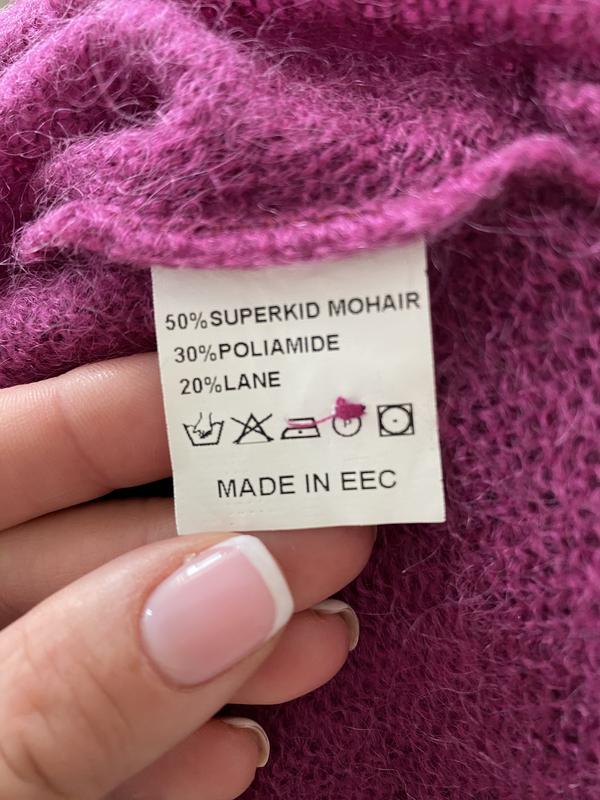 50%SUPERKID MOHAIR
30%POLIAMIDE
20%LANE
MADE IN EEC